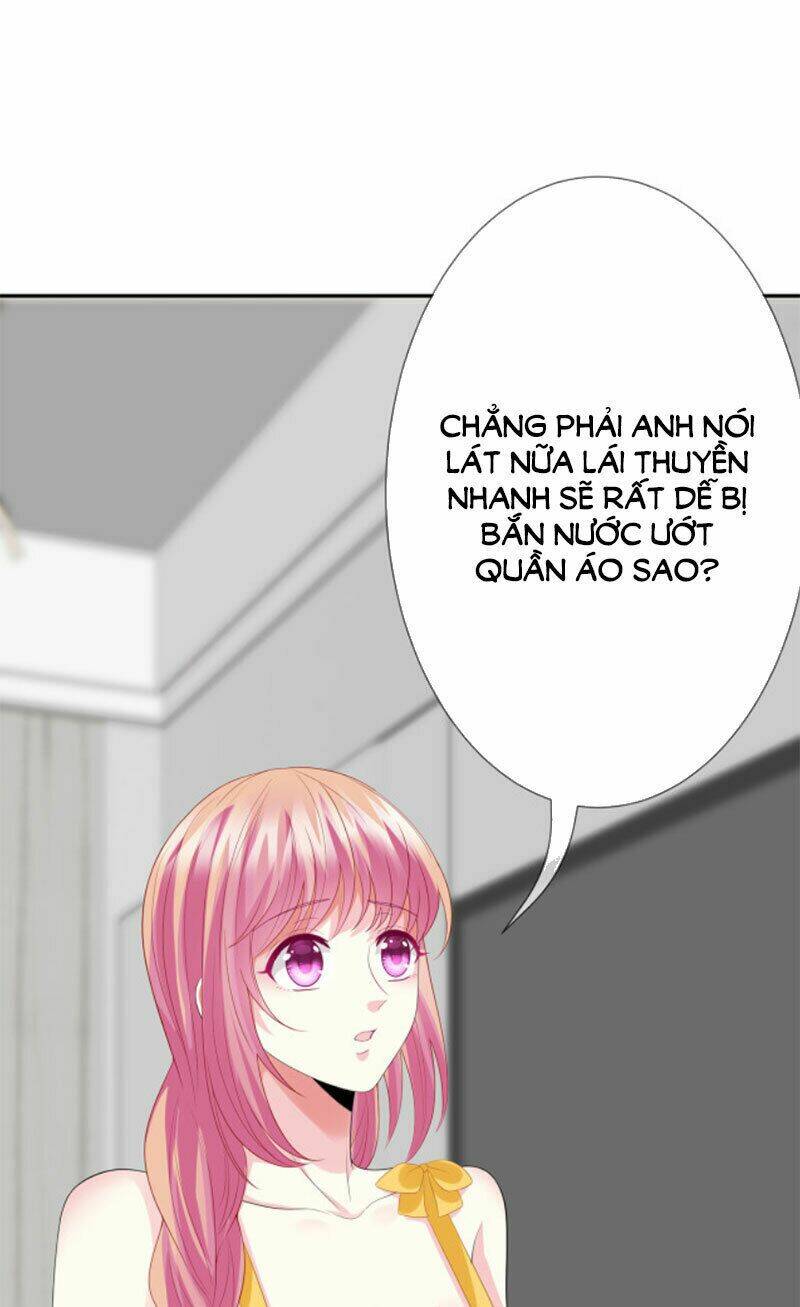 CHẲNG PHẢI ANH NÓI
LÁT NỮA LÁI THUYỀN
NHANH SẼ RẤT DỄ BỊ
BẮN NƯỚC ƯỚT
QUẦN ÁO SAO?